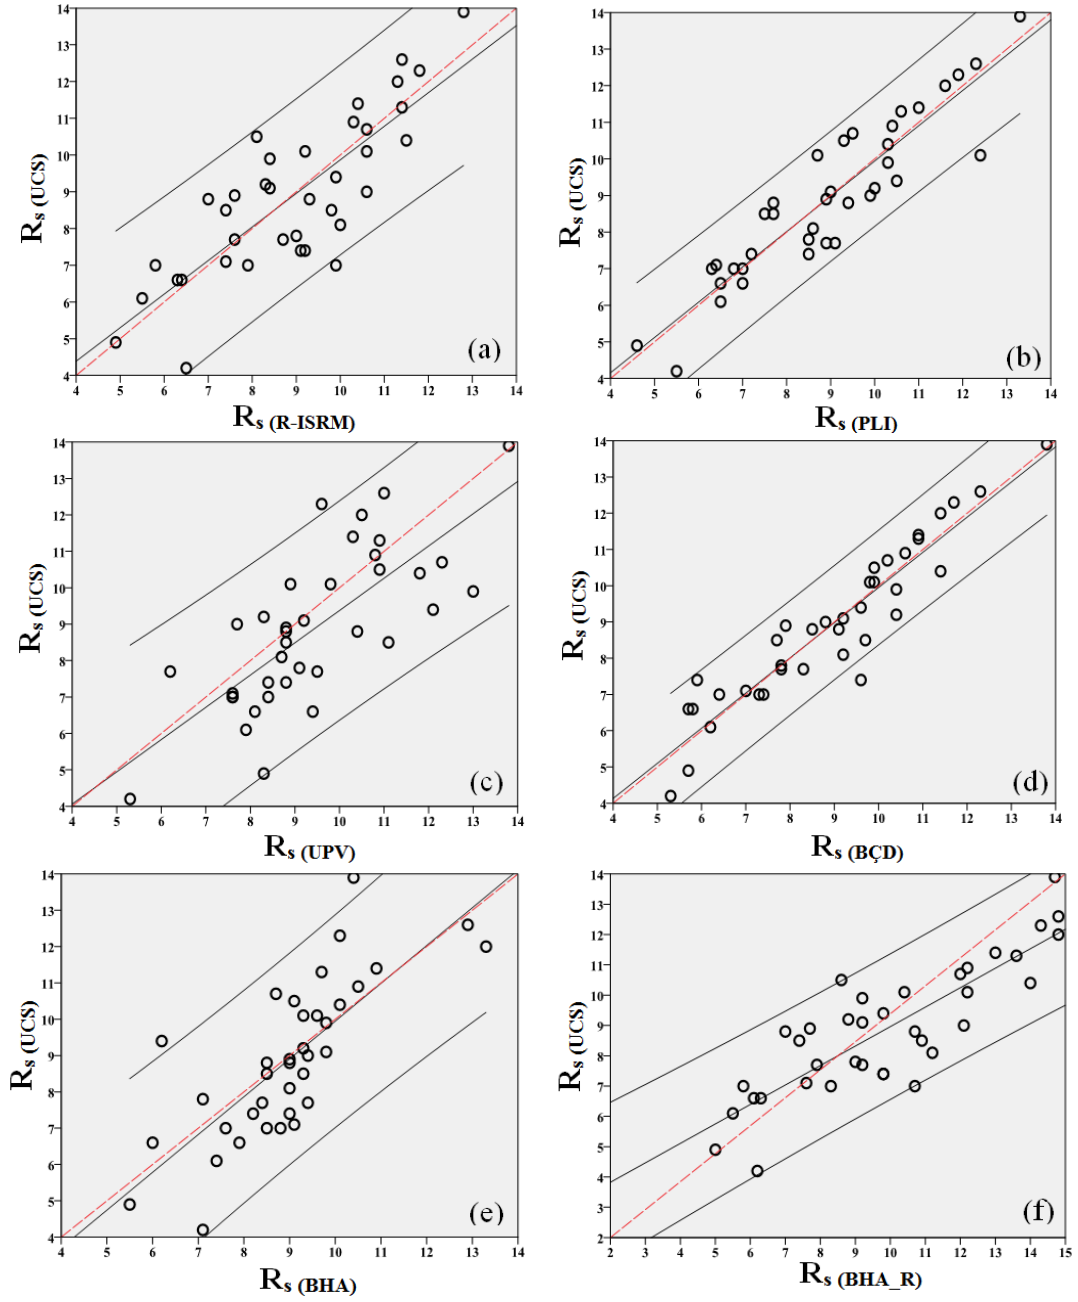 14
13
12
11
10
9
8
7
6
5
4
Rs (UCS)
4 5 6 7 8 9 10 11 12 13 14
Rs (R-ISRM)
(a)
14
13
12
11
10
9
8
7
6
5
4
Rs (UCS)
4 5 6 7 8 9 10 11 12 13 14
Rs (PLI)
(b)
14
13
12
11
10
9
8
7
6
5
4
Rs (UCS)
4 5 6 7 8 9 10 11 12 13 14
Rs (UPV)
(c)
14
13
12
11
10
9
8
7
6
5
4
Rs (UCS)
4 5 6 7 8 9 10 11 12 13 14
Rs (BÇD)
(d)
14
13
12
11
10
9
8
7
6
5
4
Rs (UCS)
4 5 6 7 8 9 10 11 12 13 14
Rs (BHA)
(e)
14
13
12
11
10
9
8
7
6
5
4
3
2
Rs (UCS)
2 3 4 5 6 7 8 9 10 11 12 13 14 15
Rs (BHA_R)
(f)